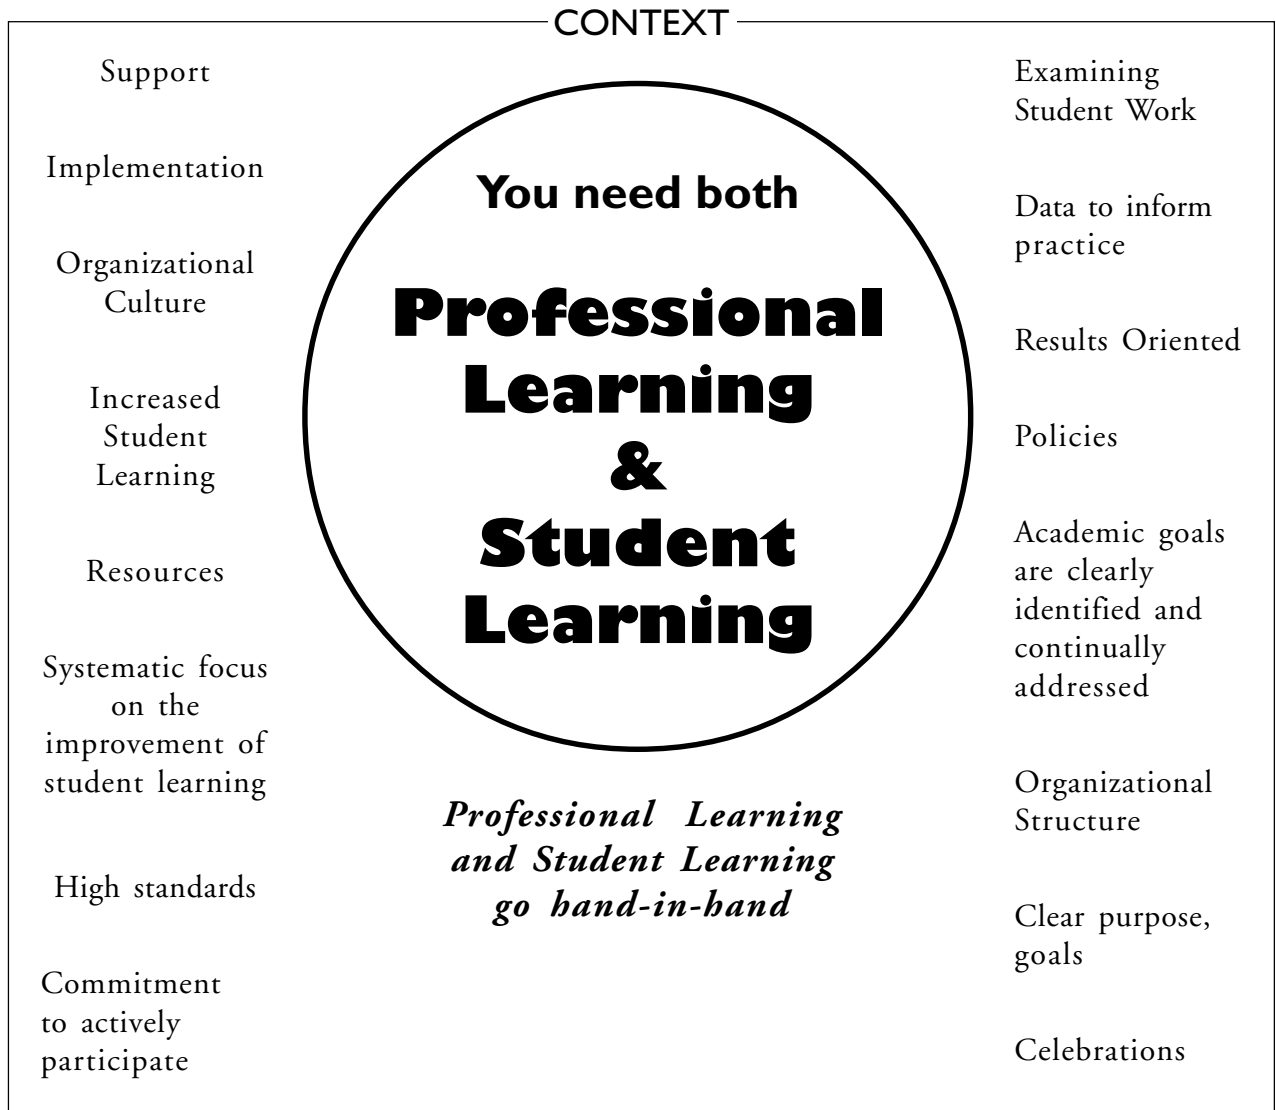 CONTEXT
Support
Implementation
Organizational
Culture
Increased
Student
Learning
Resources
Systematic focus
on the
improvement of
student learning
High standards
Commitment
to actively
participate
You need both
Professional
Learning
&
Student
Learning
Professional Learning
and Student Learning
go hand-in-hand
Examining
Student Work
Data to inform
practice
Results Oriented
Policies
Academic goals
are clearly
identified and
continually
addressed
Organizational
Structure
Clear purpose,
goals
Celebrations